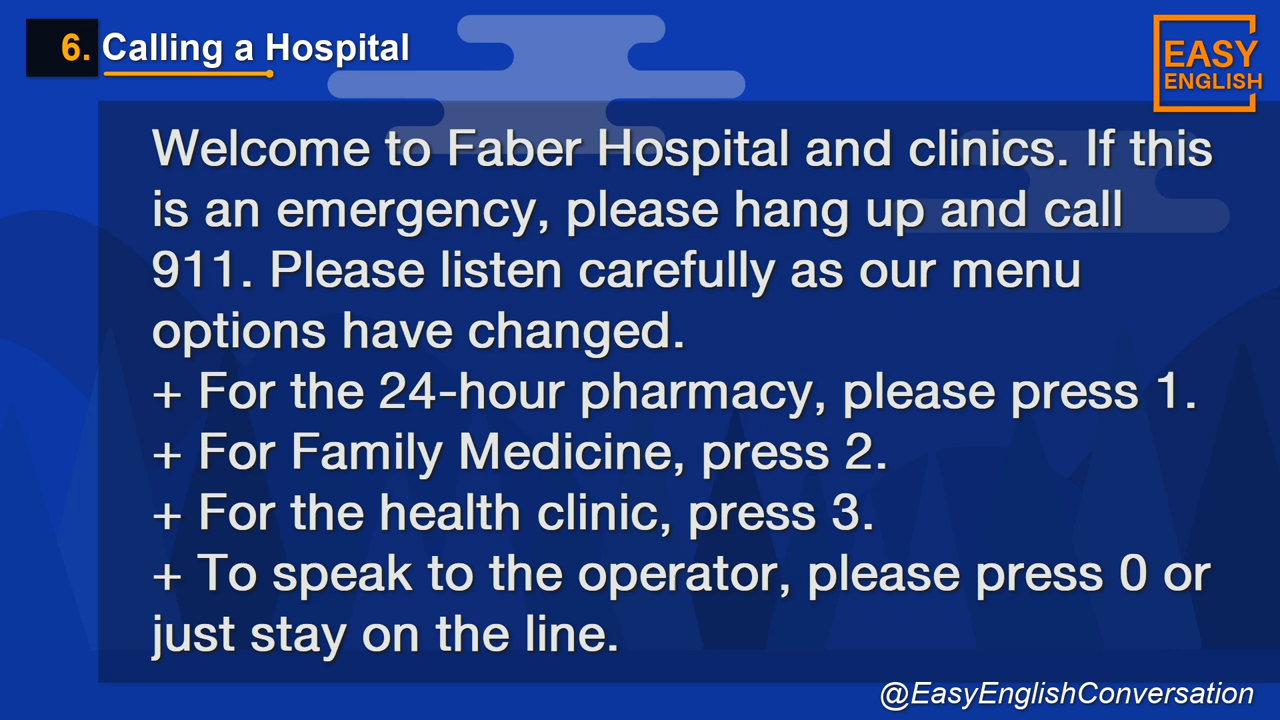 6. Calling a Hospital
EASY
ENGLISH
Welcome to Faber Hospital and clinics. If this
is an emergency, please hang up and call
911. Please listen carefully as our menu
options have changed.
+ For the 24-hour pharmacy, please press 1.
+ For Family Medicine, press 2.
+ For the health clinic, press 3.
+ To speak to the operator, please press 0 or
just stay on the line.
@EasyEnglishConversation